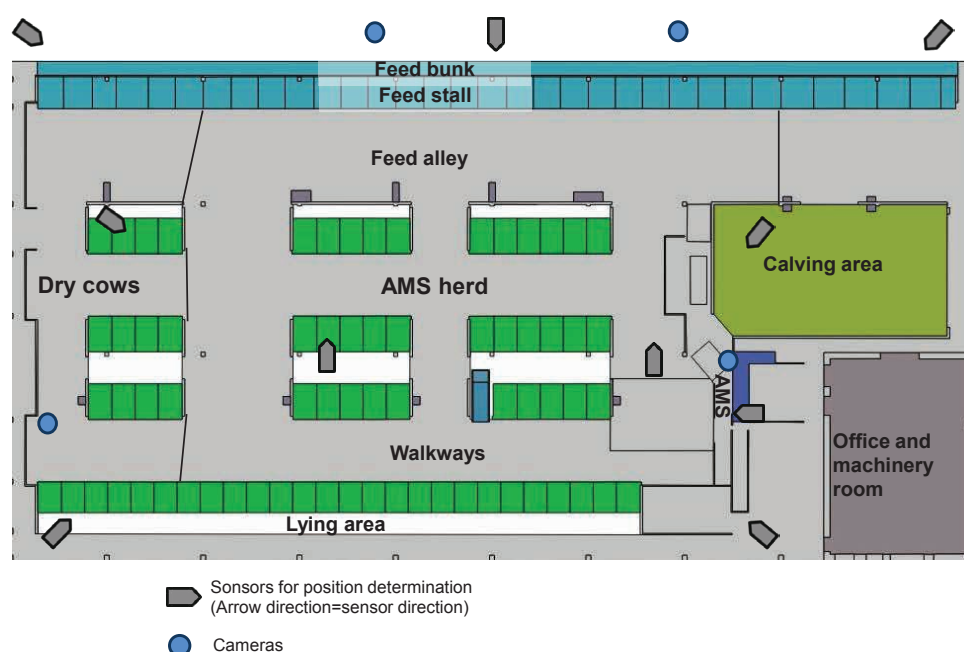 Feed bunk
Feed stall
Feed alley
Calving area
Dry cows
AMS herd
AMS
Walkways
Office and
machinery
room
Lying area
Sonsors for position determination
(Arrow direction=sensor direction)
Cameras